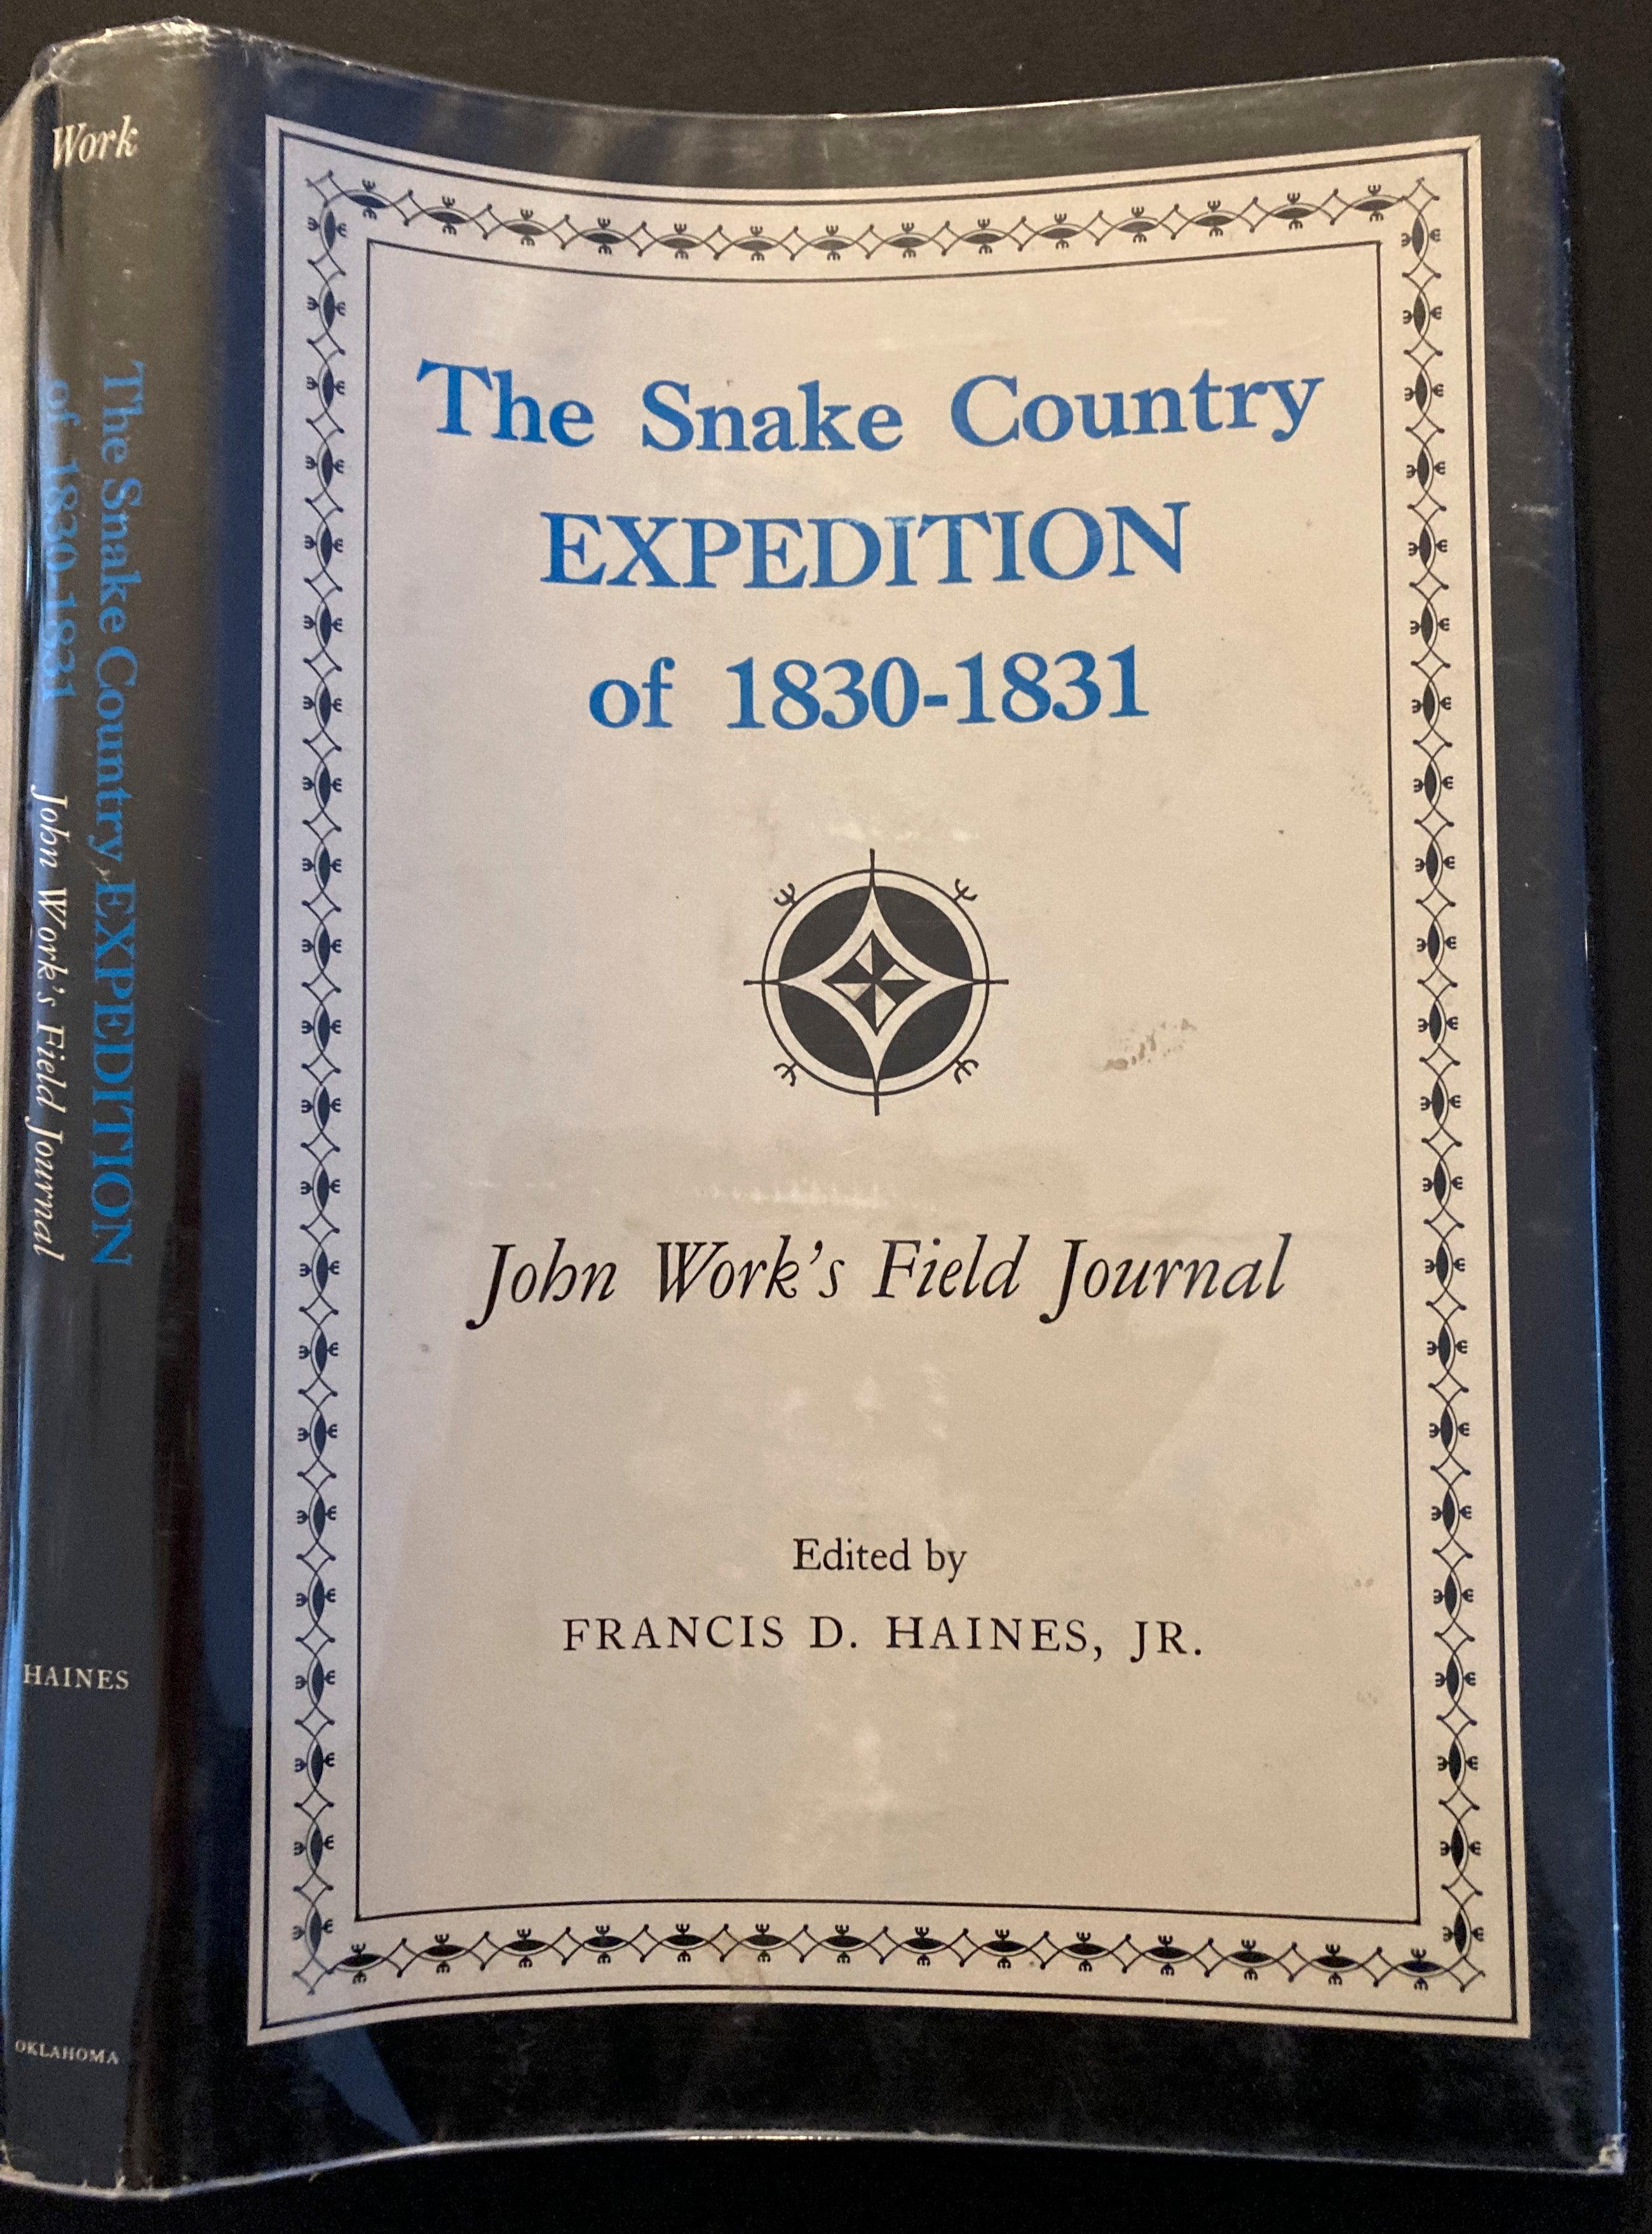 Work
The Snake Country EXPEDITION
of 1830-1831 John Work's Field Journal
HAINES
OKLAHOMA
The Snake Country
EXPEDITION
of 1830-1831
John Work's Field Journal
Edited by
FRANCIS D. HAINES, JR.